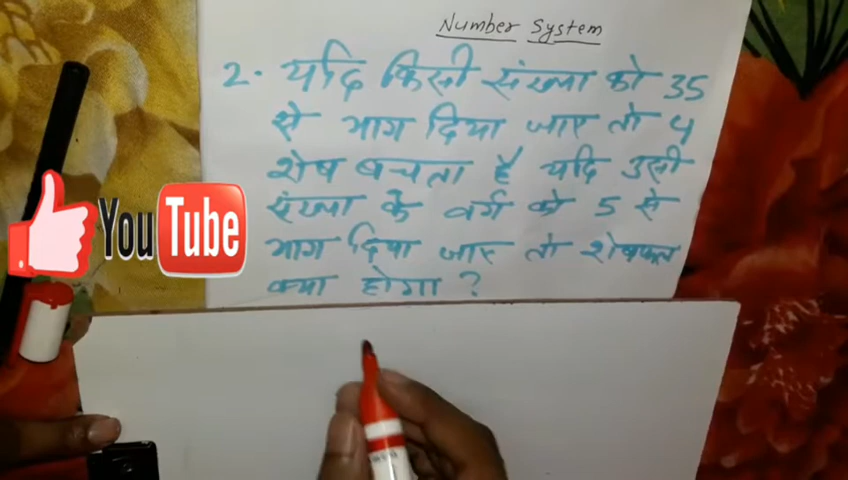 Number System
2. यदि किसी संख्या को 35
से भाग दिया जाए तो 4
शेष बचता है यदि उसी
संख्या के वर्ग को 5 से
भाग दिया जाए तो शेषफल
क्या होगा ?
YouTube